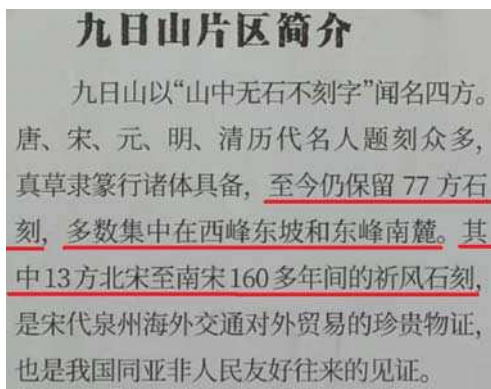 九日山片区简介
九日山以“山中无石不刻字”闻名四方。
唐、宋、元、明、清历代名人题刻众多,
真草隶篆行诸体具备, 至今仍保留 77 方石
刻, 多数集中在西峰东坡和东峰南麓。其
中13方北宋至南宋160多年间的祈风石刻,
是宋代泉州海外交通对外贸易的珍贵物证,
也是我国同亚非人民友好往来的见证。